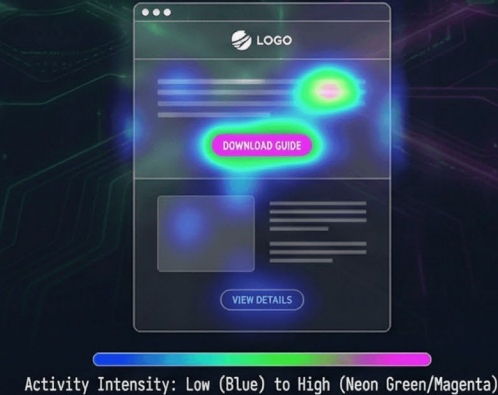 LOGO
DOWNLOAD GUIDE
VIEW DETAILS
Activity Intensity: Low (Blue) to High (Neon Green/Magenta)